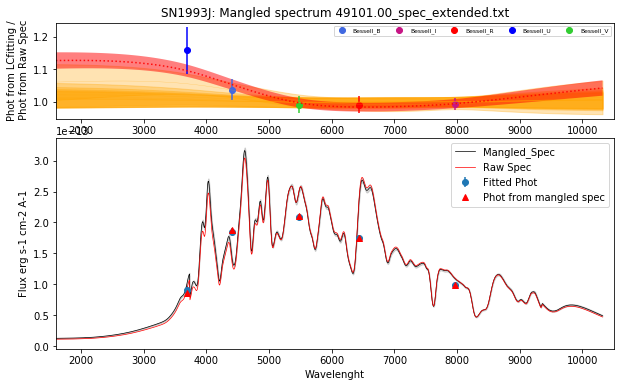 SN1993J: Mangled spectrum 49101.00_spec_extended.txt
Phot from LCfitting /
Phot from Raw Spec
1.2
1.1
1.0
Bessell_B
Bessell_I
Bessell_R
Bessell_U
Bessell_V
2000 3000 4000 5000 6000 7000 8000 9000 10000
Flux erg s-1 cm-2 A-1
3.0
2.5
2.0
1.5
1.0
0.5
0.0
Mangled_Spec
Raw Spec
Fitted Phot
Phot from mangled spec
2000 3000 4000 5000 6000 7000 8000 9000 10000
Wavelenght